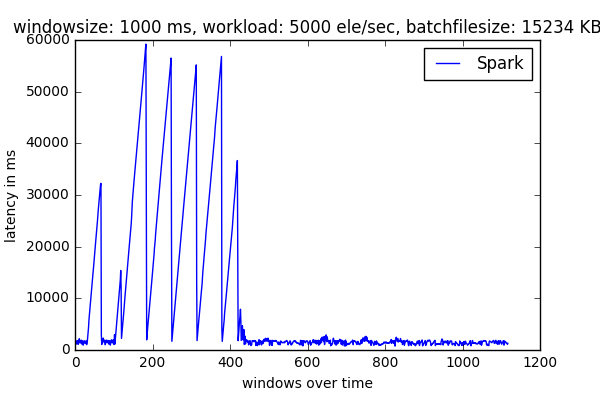 windowsize: 1000 ms, workload: 5000 ele/sec, batchfilesize: 15234 KB
60000
50000
40000
30000
20000
10000
0
latency in ms
Spark
0 200 400 600 800 1000 1200
windows over time